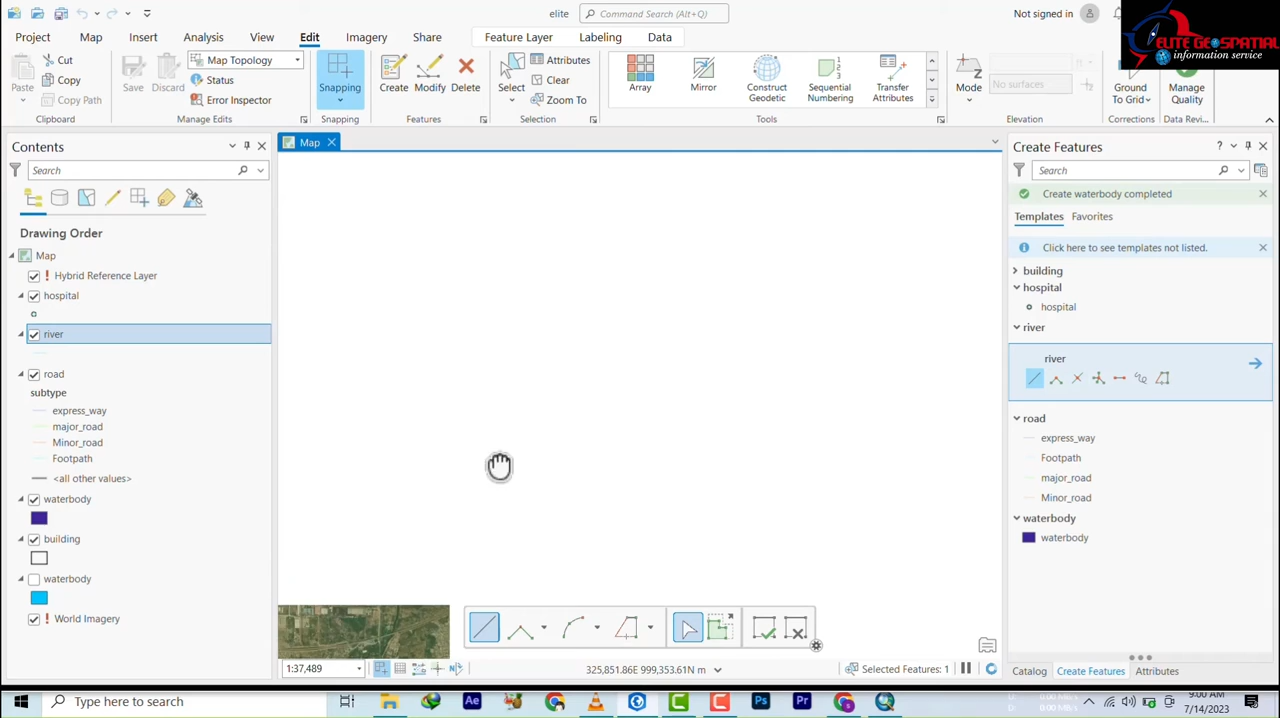 elite
Command Search (Alt+Q)
Not signed in
ELITE GEOSPATIAL
information service
Project Map Insert Analysis View Edit Imagery Share Feature Layer Labeling Data
Paste
Cut
Copy
Copy Path
Clipboard
Save
Discard
Map Topology
Status
Error Inspector
Manage Edits
Snapping
Snapping
Create
Modify
Delete
Features
Select
Attributes
Clear
Zoom To
Selection
Array
Mirror
Construct Geodetic
Sequential Numbering
Transfer Attributes
Tools
Mode
No surfaces
Elevation
Ground To Grid
Corrections
Manage Quality
Data Revi...
Contents
Search
Drawing Order
Map
Hybrid Reference Layer
hospital
river
road
subtype
express_way
major_road
Minor_road
Footpath
<all other values>
waterbody
building
waterbody
World Imagery
Map
1:37,489
325,851.86E 999,353.61N m
Selected Features: 1
Create Features
Search
Create waterbody completed
Templates Favorites
Click here to see templates not listed.
building
hospital
hospital
river
river
road
express_way
Footpath
major_road
Minor_road
waterbody
waterbody
Catalog Create Features Attributes
Type here to search
Ae
Ps
Pr
9:00 AM
7/14/2023